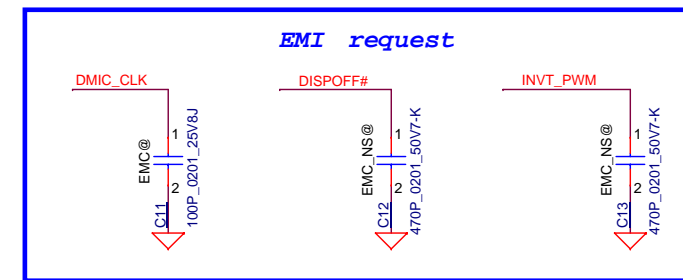 EMI request
DMIC_CLK
DISPOFF#
INVT_PWM
1
EMC@
2
C11
100P_0201_25V8J
1
EMC_NS@
2
C12
470P_0201_50V7-K
1
EMC_NS@
2
C13
470P_0201_50V7-K